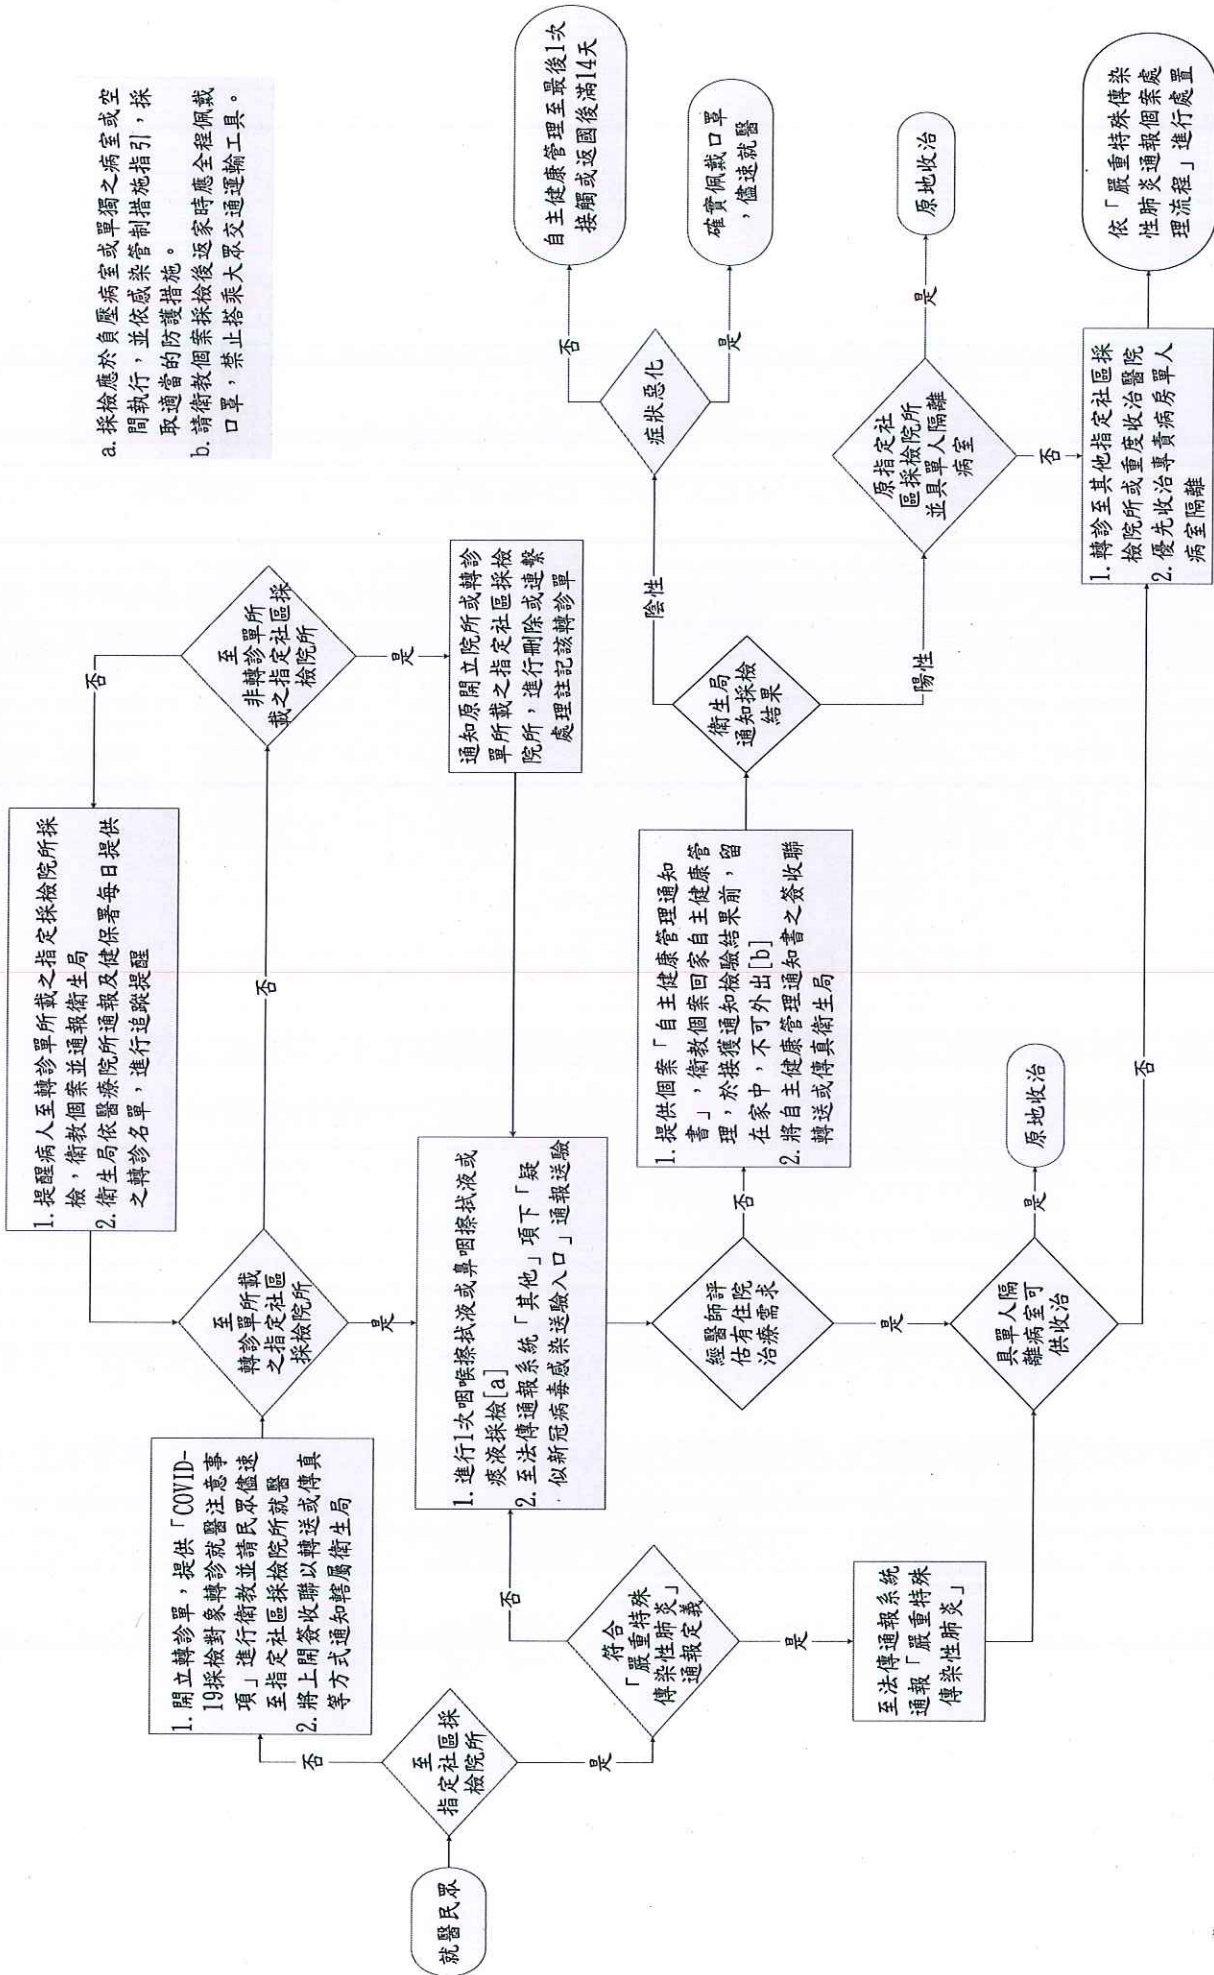 就醫民眾
至
指定社區採
檢院所
否
是
1. 開立轉診單，提供「COVID-
19採檢對象轉診就醫注意事
項」進行衛教並請民眾儘速
至指定社區採檢院所就醫
2. 將上開簽收聯以轉送或傳真
等方式通知轄屬衛生局
符合
「嚴重特殊
傳染性肺炎」
通報定義
否
是
至法傳通報系統
通報「嚴重特殊
傳染性肺炎」
至
轉診單所載
之指定社區
採檢院所
否
是
1. 提醒病人至轉診單所載之指定採檢院所採
檢，衛教個案並通報衛生局
2. 衛生局依醫療院所通報及健保署每日提供
之轉診名單，進行追蹤提醒
至
非轉診單所
載之指定社區採
檢院所
否
是
通知原開立院所或轉診
單所載之指定社區採檢
院所，進行刪除或連繫
處理註記該轉診單
1. 進行1次咽喉擦拭液或鼻咽擦拭液或
痰液採檢[a]
2. 至法傳通報系統「其他」項下「疑
似新冠病毒感染送驗入口」通報送驗
經醫師評
估有住院
治療需求
否
是
1. 提供個案「自主健康管理通知
書」，衛教個案回家自主健康管
理，於接獲通知檢驗結果前，留
在家中，不可外出[b]
2. 將自主健康管理通知書之簽收聯
轉送或傳真衛生局
具單人隔
離病室可
供收治
是
否
原地收治
衛生局
通知採檢
結果
陰性
陽性
症狀惡化
否
是
自主健康管理至最後1次
接觸或返國後滿14天
確實佩戴口罩
，儘速就醫
原指定社
區採檢院所
並具單人隔離
病室
是
否
原地收治
1. 轉診至其他指定社區採
檢院所或重度收治醫院
2. 優先收治專責病房單人
病室隔離
依「嚴重特殊傳染
性肺炎通報個案處
理流程」進行處置
a. 採檢應於負壓病室或單獨之病室或空
間執行，並依感染管制措施指引，採
取適當的防護措施。
b. 請衛教個案採檢後返家時應全程佩戴
口罩，禁止搭乘大眾交通運輸工具。